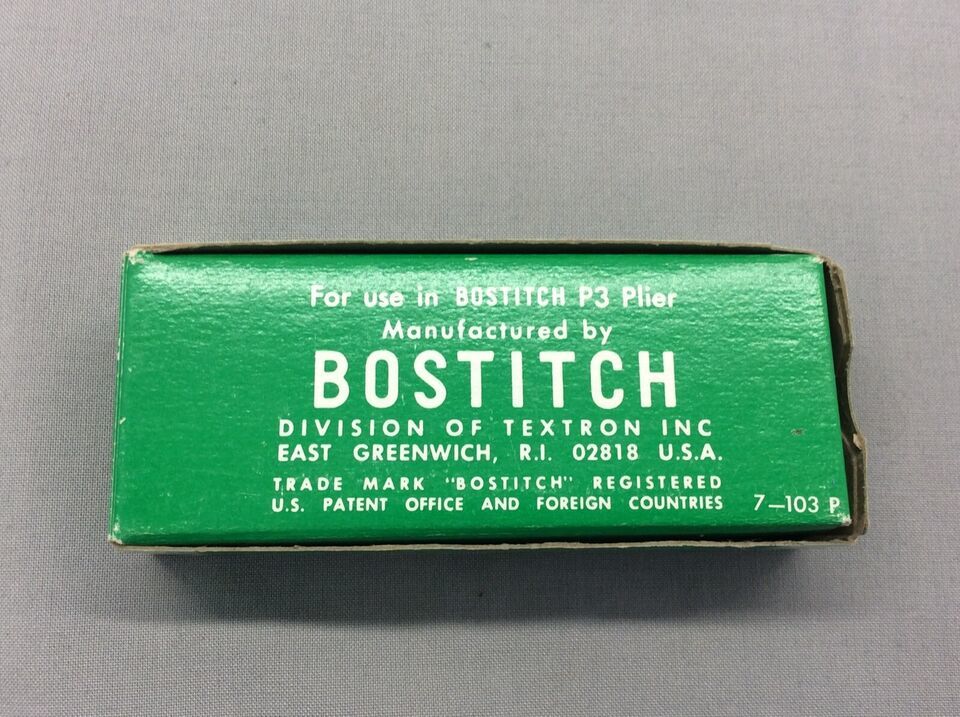 For use in BOSTITCH P3 Plier
Manufactured by
BOSTITCH
DIVISION OF TEXTRON INC
EAST GREENWICH, R.I. 02818 U.S.A.
TRADE MARK "BOSTITCH" REGISTERED
U.S. PATENT OFFICE AND FOREIGN COUNTRIES 7—103 P